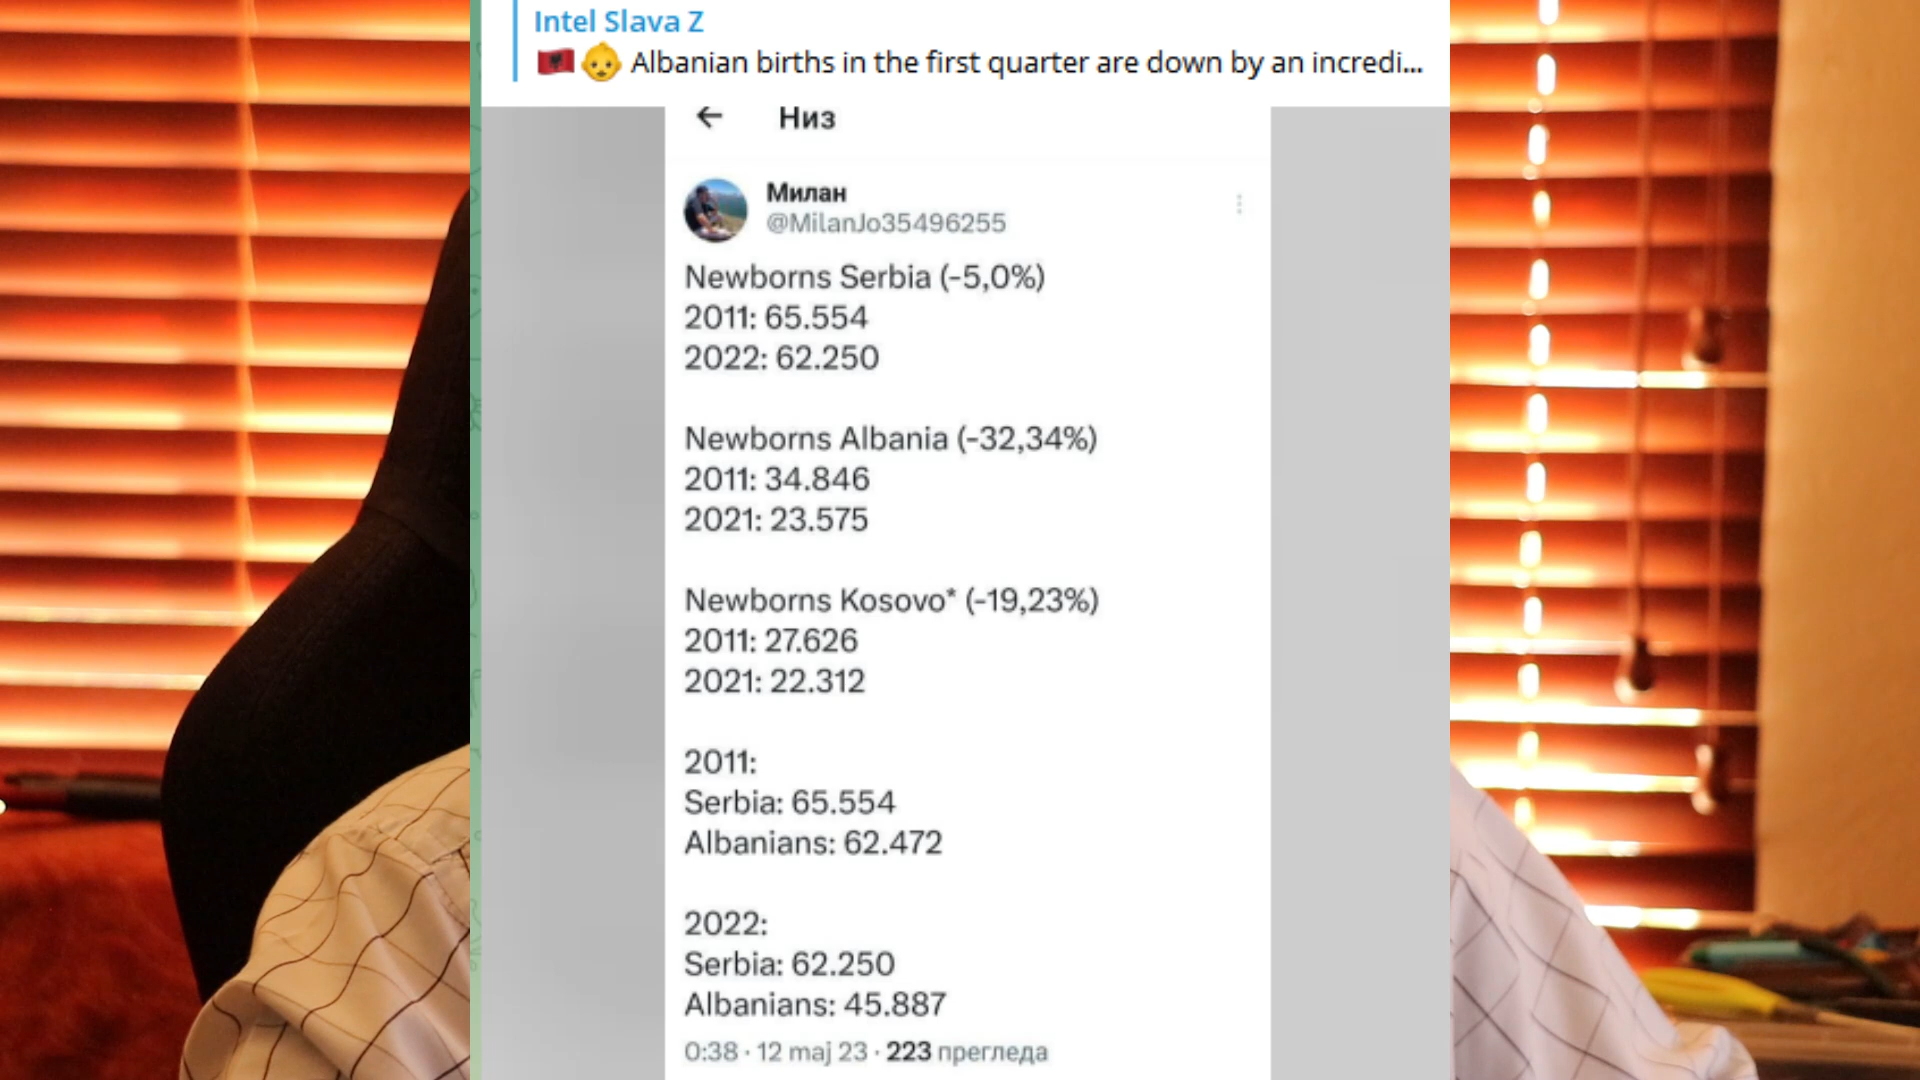 Intel Slava Z
🇦🇱👶 Albanian births in the first quarter are down by an incredi...
← Низ
Милан
@MilanJo35496255
Newborns Serbia (-5,0%)
2011: 65.554
2022: 62.250
Newborns Albania (-32,34%)
2011: 34.846
2021: 23.575
Newborns Kosovo* (-19,23%)
2011: 27.626
2021: 22.312
2011:
Serbia: 65.554
Albanians: 62.472
2022:
Serbia: 62.250
Albanians: 45.887
0:38 · 12 maj 23 · 223 прегледа